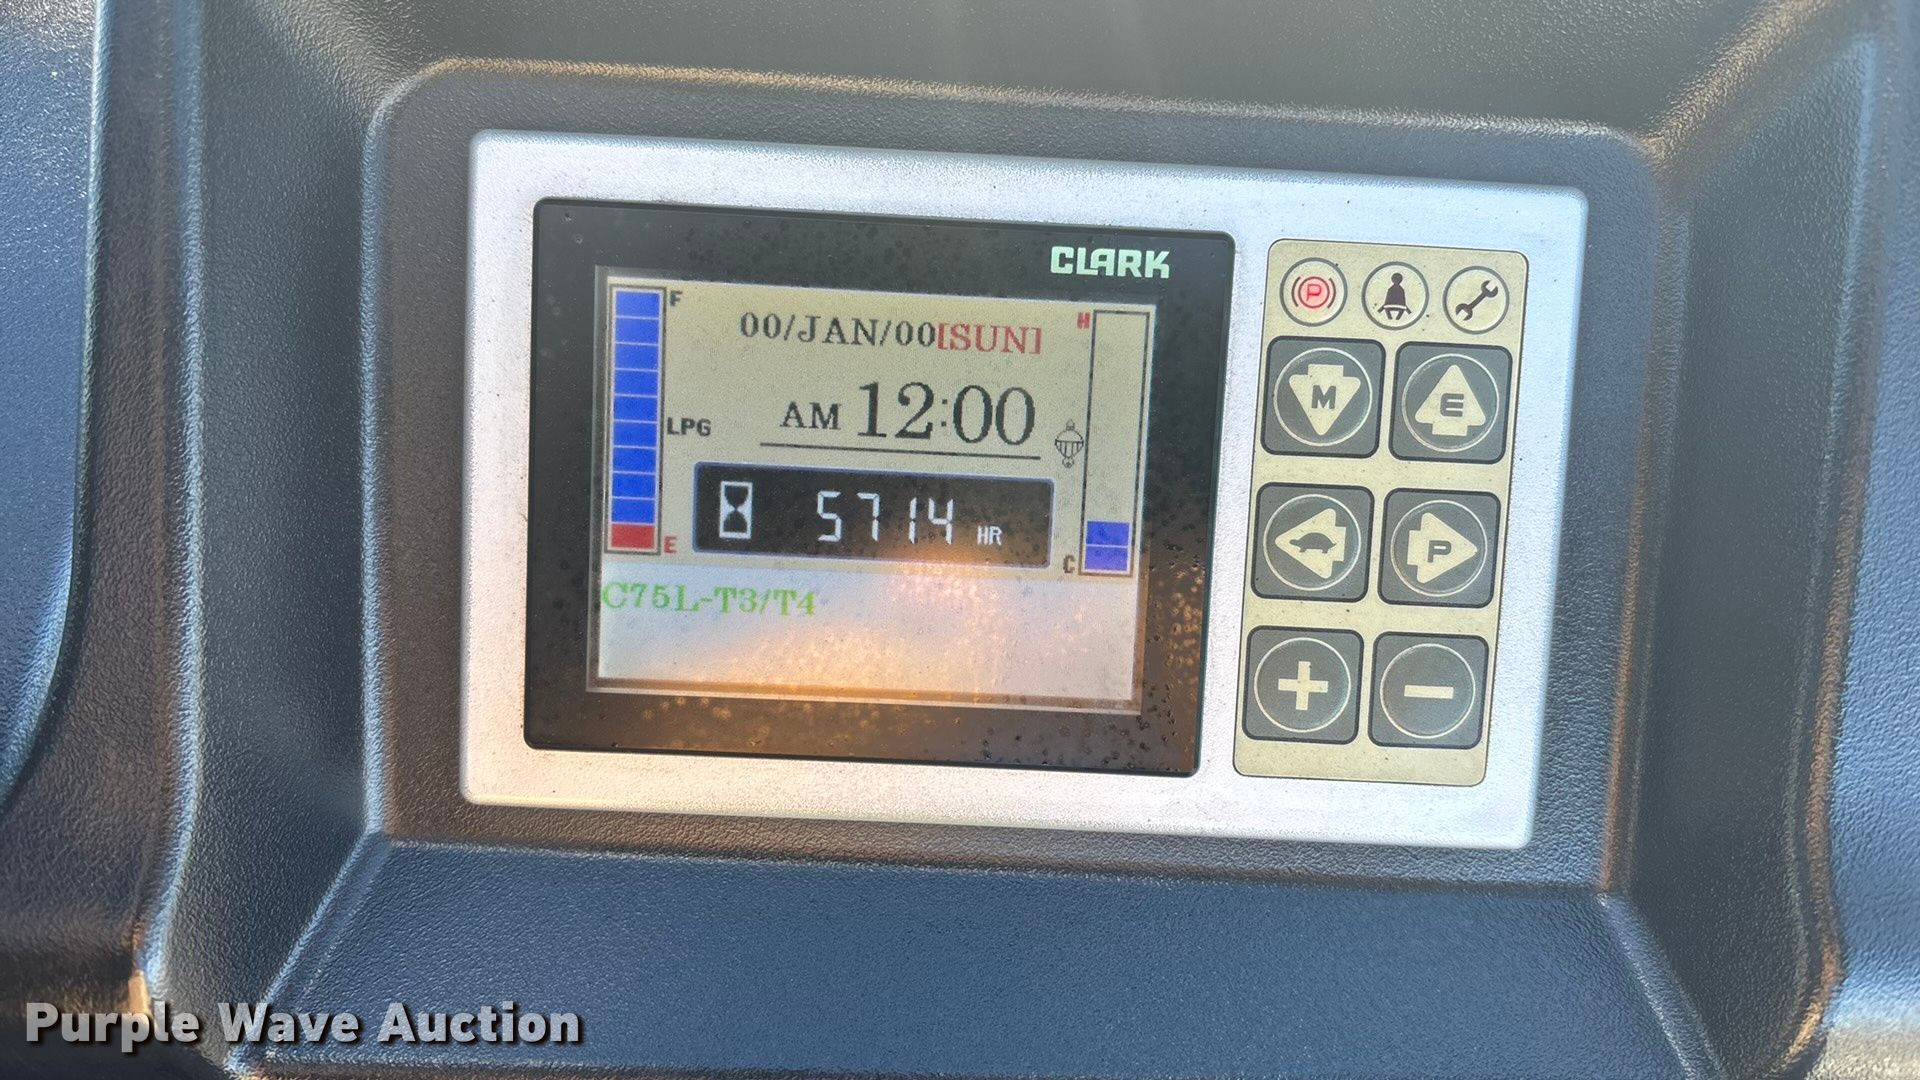 CLARK
F
00/JAN/00[SUN]
H
AM 12:00
LPG
5714 HR
E
C
C75L-T3/T4
P
M
E
P
+
−
Purple Wave Auction